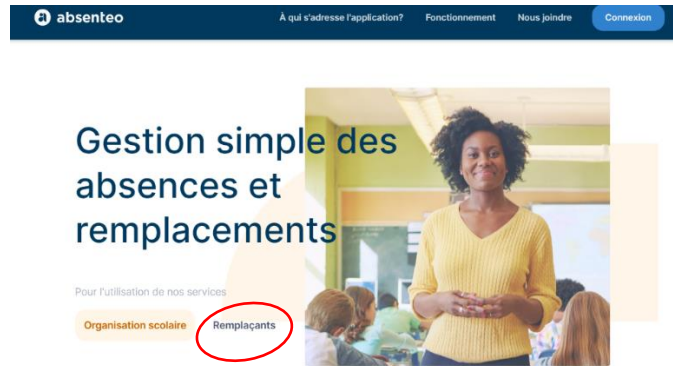 absenteo
À qui s'adresse l'application? Fonctionnement Nous joindre Connexion
Gestion simple des
absences et
remplacements
Pour l'utilisation de nos services
Organisation scolaire Remplaçants